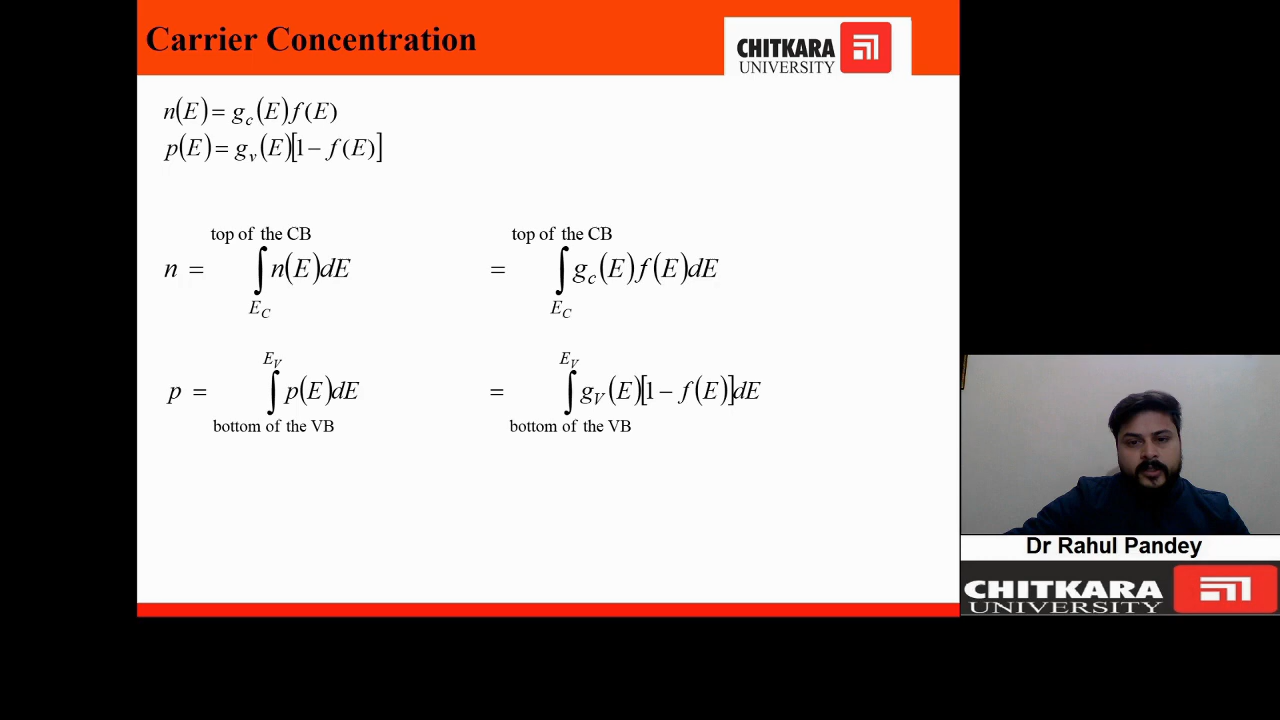 Carrier Concentration
CHITKARA
UNIVERSITY
n(E) = g_c(E) f(E)
p(E) = g_v(E)[1 − f(E)]
top of the CB
top of the CB
n = ∫ n(E)dE = ∫ g_c(E) f(E)dE
E_C
E_C
E_V
E_V
p = ∫ p(E)dE = ∫ g_V(E)[1 − f(E)]dE
bottom of the VB
bottom of the VB
Dr Rahul Pandey
CHITKARA
UNIVERSITY